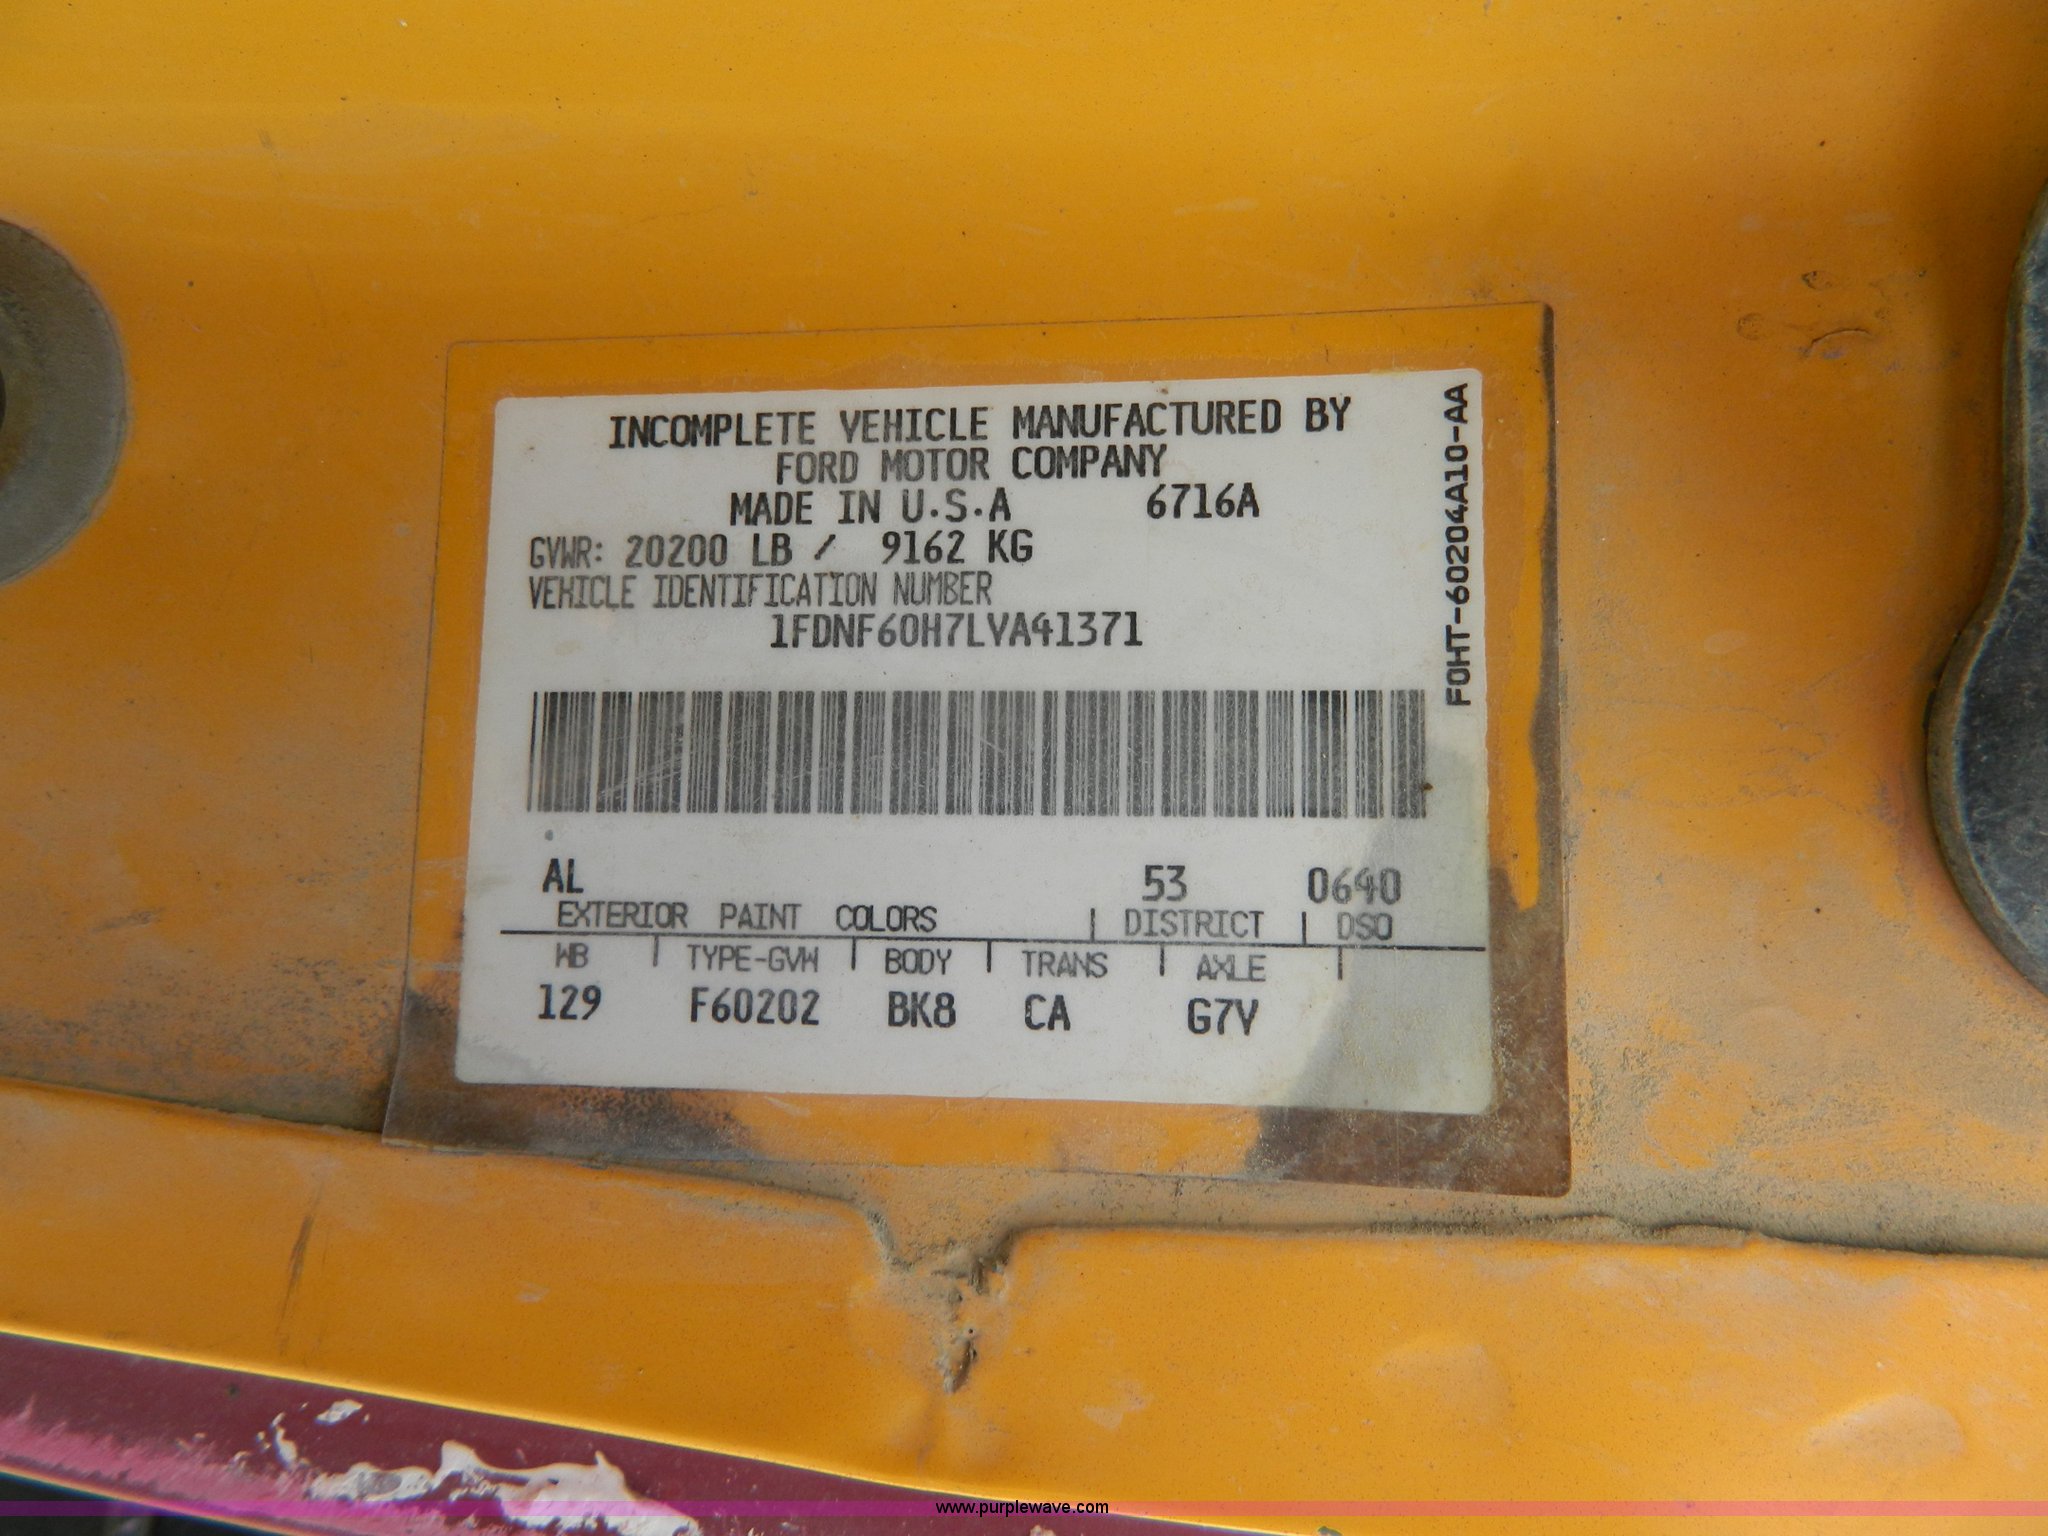 INCOMPLETE VEHICLE MANUFACTURED BY
FORD MOTOR COMPANY
MADE IN U.S.A 6716A
GVWR: 20200 LB / 9162 KG
VEHICLE IDENTIFICATION NUMBER
1FDNF60H7LVA41371
F0HT-60204A10-AA
AL 53 0640
EXTERIOR PAINT COLORS DISTRICT DSO
WB TYPE-GVW BODY TRANS AXLE
129 F60202 BK8 CA G7V
www.purplewave.com